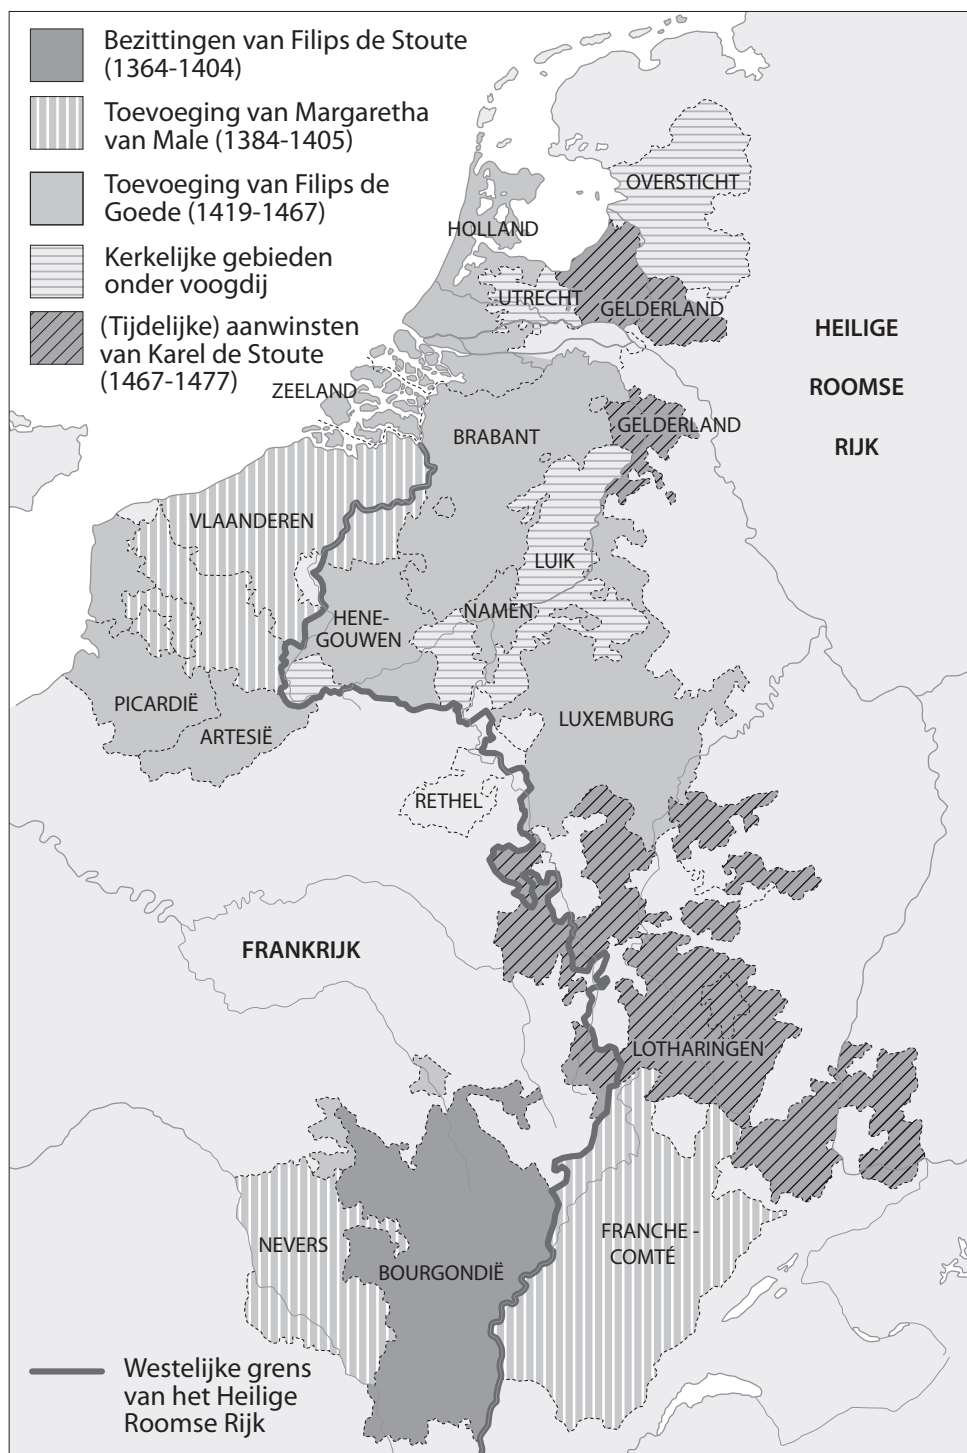 Bezittingen van Filips de Stoute
(1364-1404)
Toevoeging van Margaretha
van Male (1384-1405)
Toevoeging van Filips de
Goede (1419-1467)
Kerkelijke gebieden
onder voogdij
(Tijdelijke) aanwinsten
van Karel de Stoute
(1467-1477)
OVERSTICHT
HOLLAND
UTRECHT
GELDERLAND
HEILIGE
ROOMSE
RIJK
ZEELAND
BRABANT
GELDERLAND
VLAANDEREN
LUIK
NAMEN
HENE-
GOUWEN
PICARDIË
ARTESIË
LUXEMBURG
RETHEL
FRANKRIJK
LOTHARINGEN
NEVERS
BOURGONDIË
FRANCHE -
COMTÉ
Westelijke grens
van het Heilige
Roomse Rijk